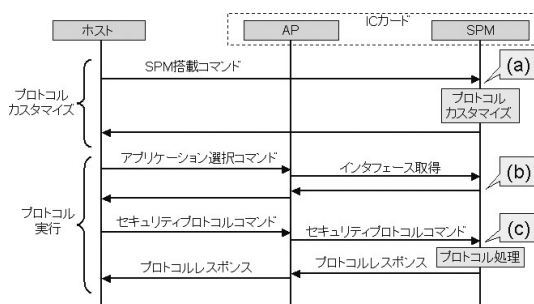 ICカード
ホスト
AP
SPM
SPM搭載コマンド
(a)
プロトコル
カスタマイズ
プロトコル
カスタマイズ
アプリケーション選択コマンド
インタフェース取得
(b)
プロトコル
実行
セキュリティプロトコルコマンド
セキュリティプロトコルコマンド
(c)
プロトコル処理
プロトコルレスポンス
プロトコルレスポンス